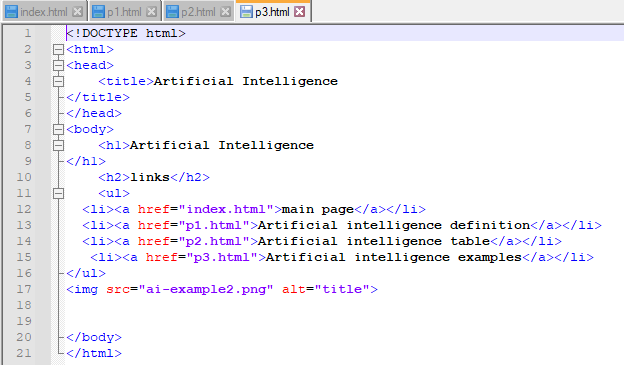 index.html p1.html p2.html p3.html
1 <!DOCTYPE html>
2 <html>
3 <head>
4 <title>Artificial Intelligence
5 </title>
6 </head>
7 <body>
8 <h1>Artificial Intelligence
9 </h1>
10 <h2>links</h2>
11 <ul>
12 <li><a href="index.html">main page</a></li>
13 <li><a href="p1.html">Artificial intelligence definition</a></li>
14 <li><a href="p2.html">Artificial intelligence table</a></li>
15 <li><a href="p3.html">Artificial intelligence examples</a></li>
16 </ul>
17 <img src="ai-example2.png" alt="title">
18
19
20 </body>
21 </html>